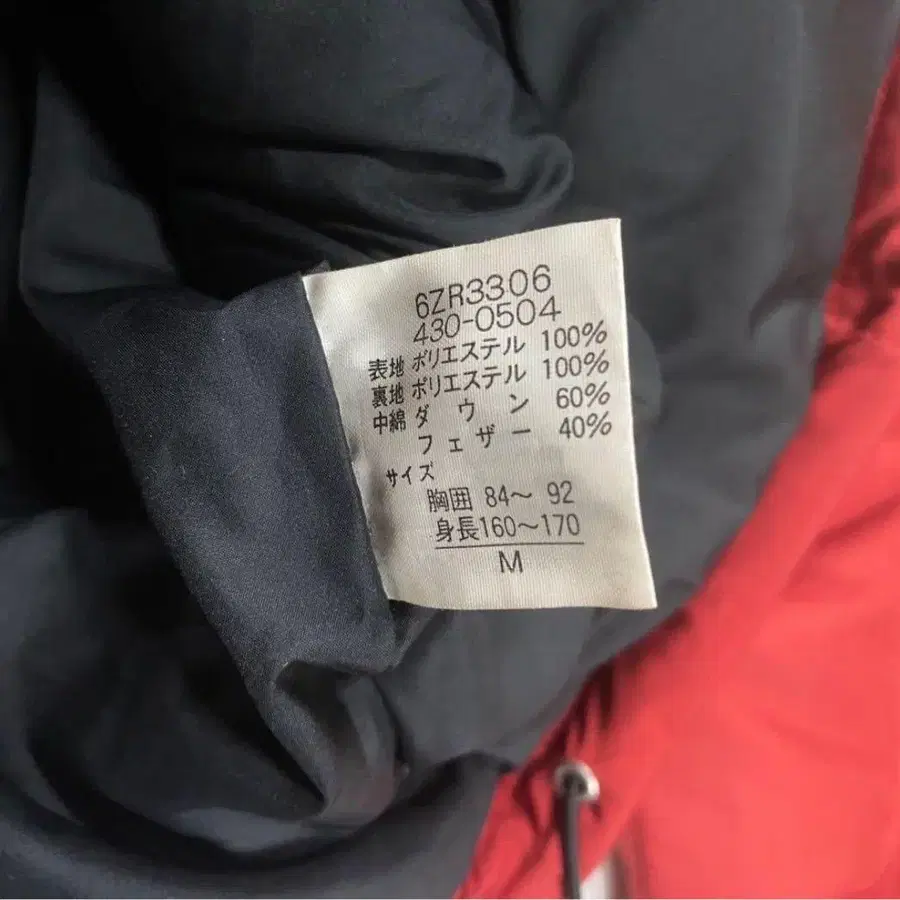 6ZR3306
430-0504
表地 ポリエステル 100%
裏地 ポリエステル 100%
中綿 ダウン 60%
フェザー 40%
サイズ
胸囲 84〜 92
身長160〜170
M